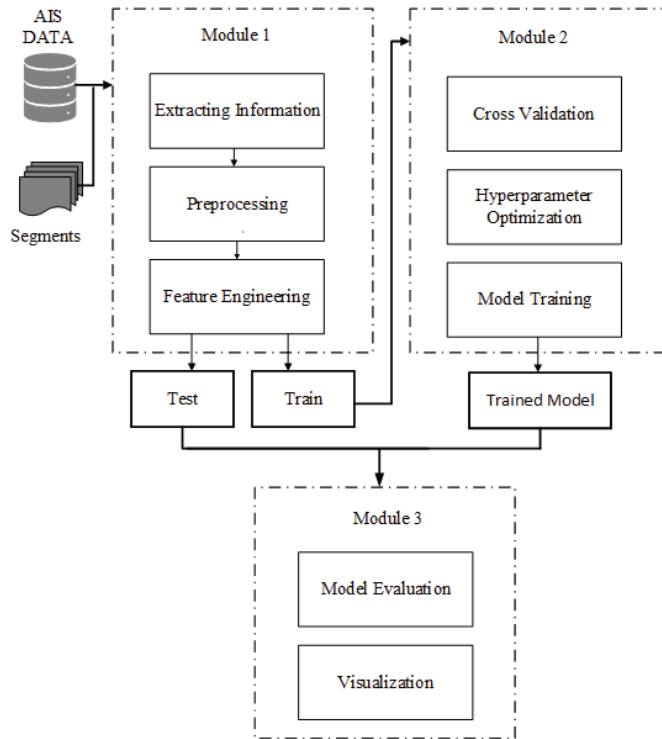 AIS
DATA
Segments
Module 1
Extracting Information
Preprocessing
Feature Engineering
Test
Train
Module 2
Cross Validation
Hyperparameter
Optimization
Model Training
Trained Model
Module 3
Model Evaluation
Visualization